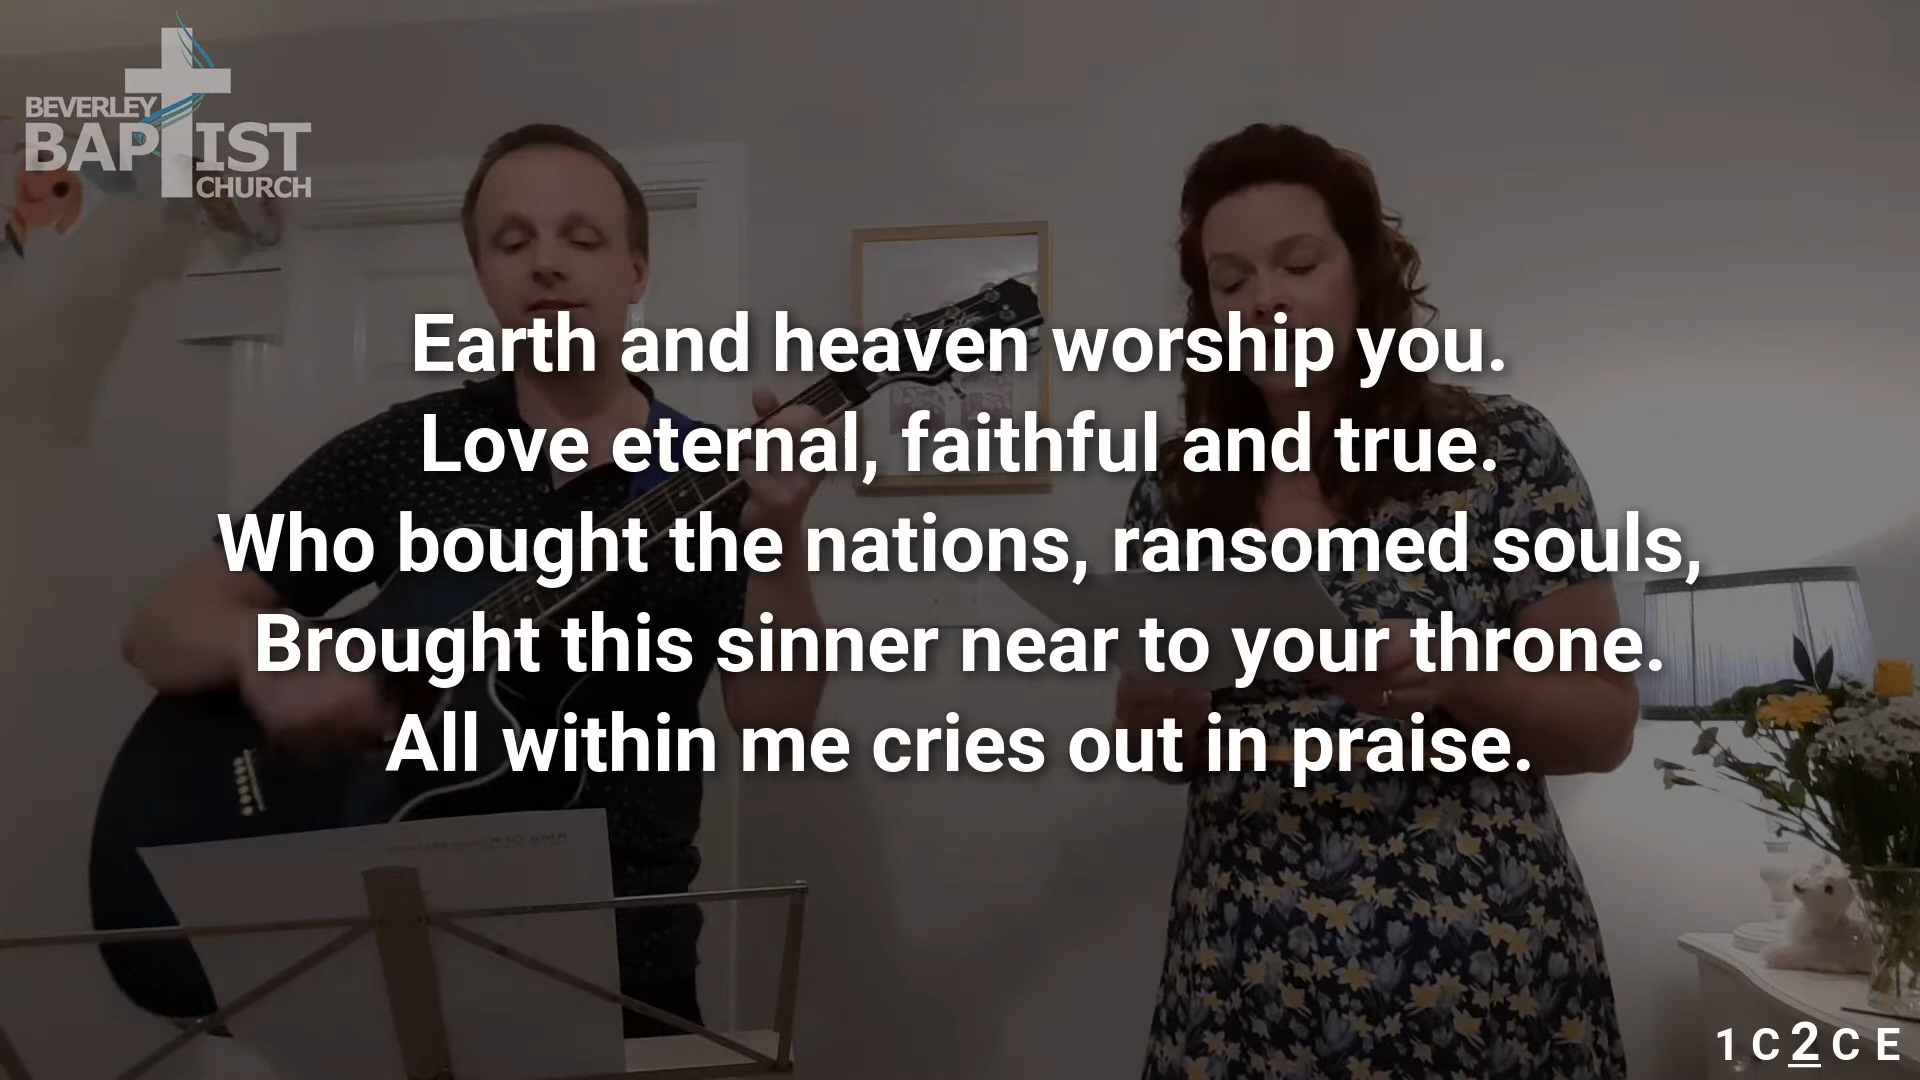 BEVERLEY
BAPTIST
CHURCH
Earth and heaven worship you.
Love eternal, faithful and true.
Who bought the nations, ransomed souls,
Brought this sinner near to your throne.
All within me cries out in praise.
1 C 2 C E